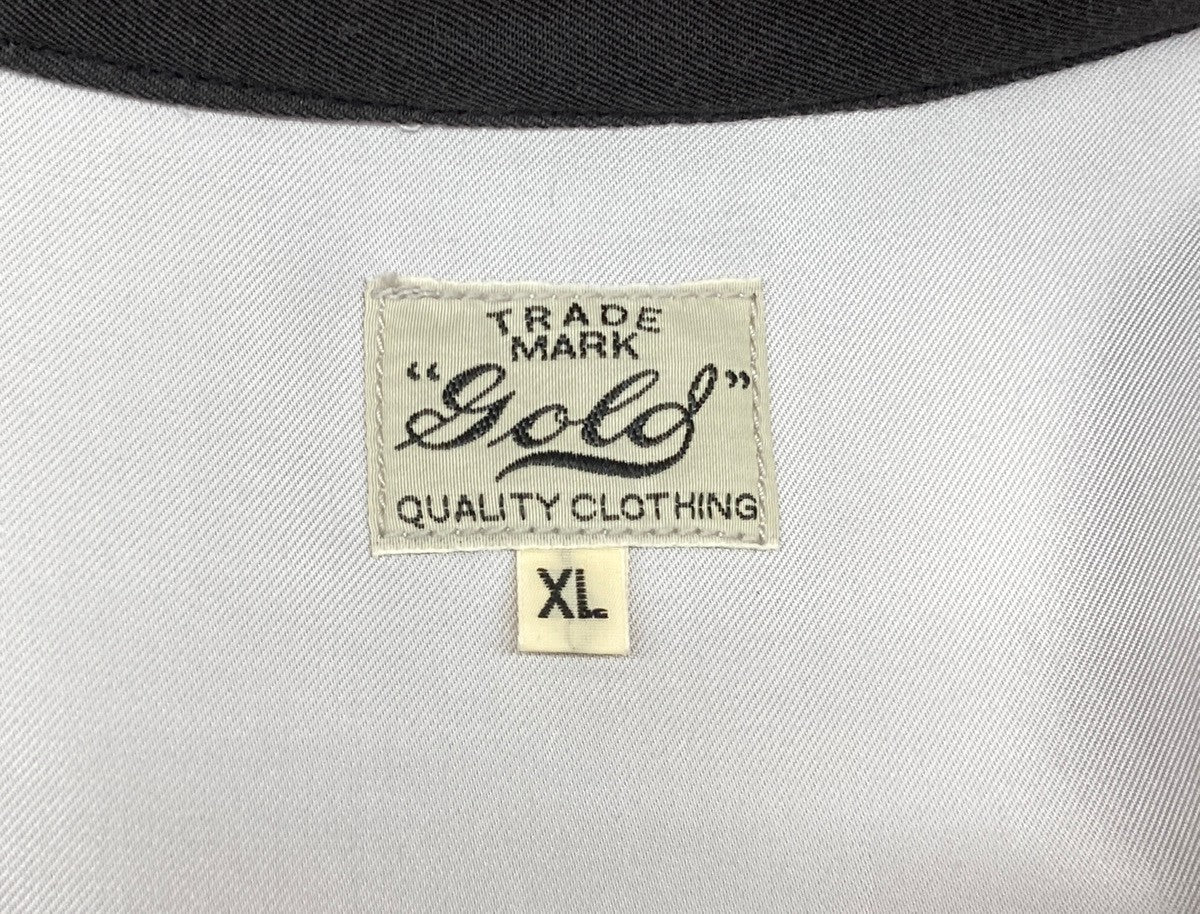 TRADE
MARK
“Gold”
QUALITY CLOTHING
XL